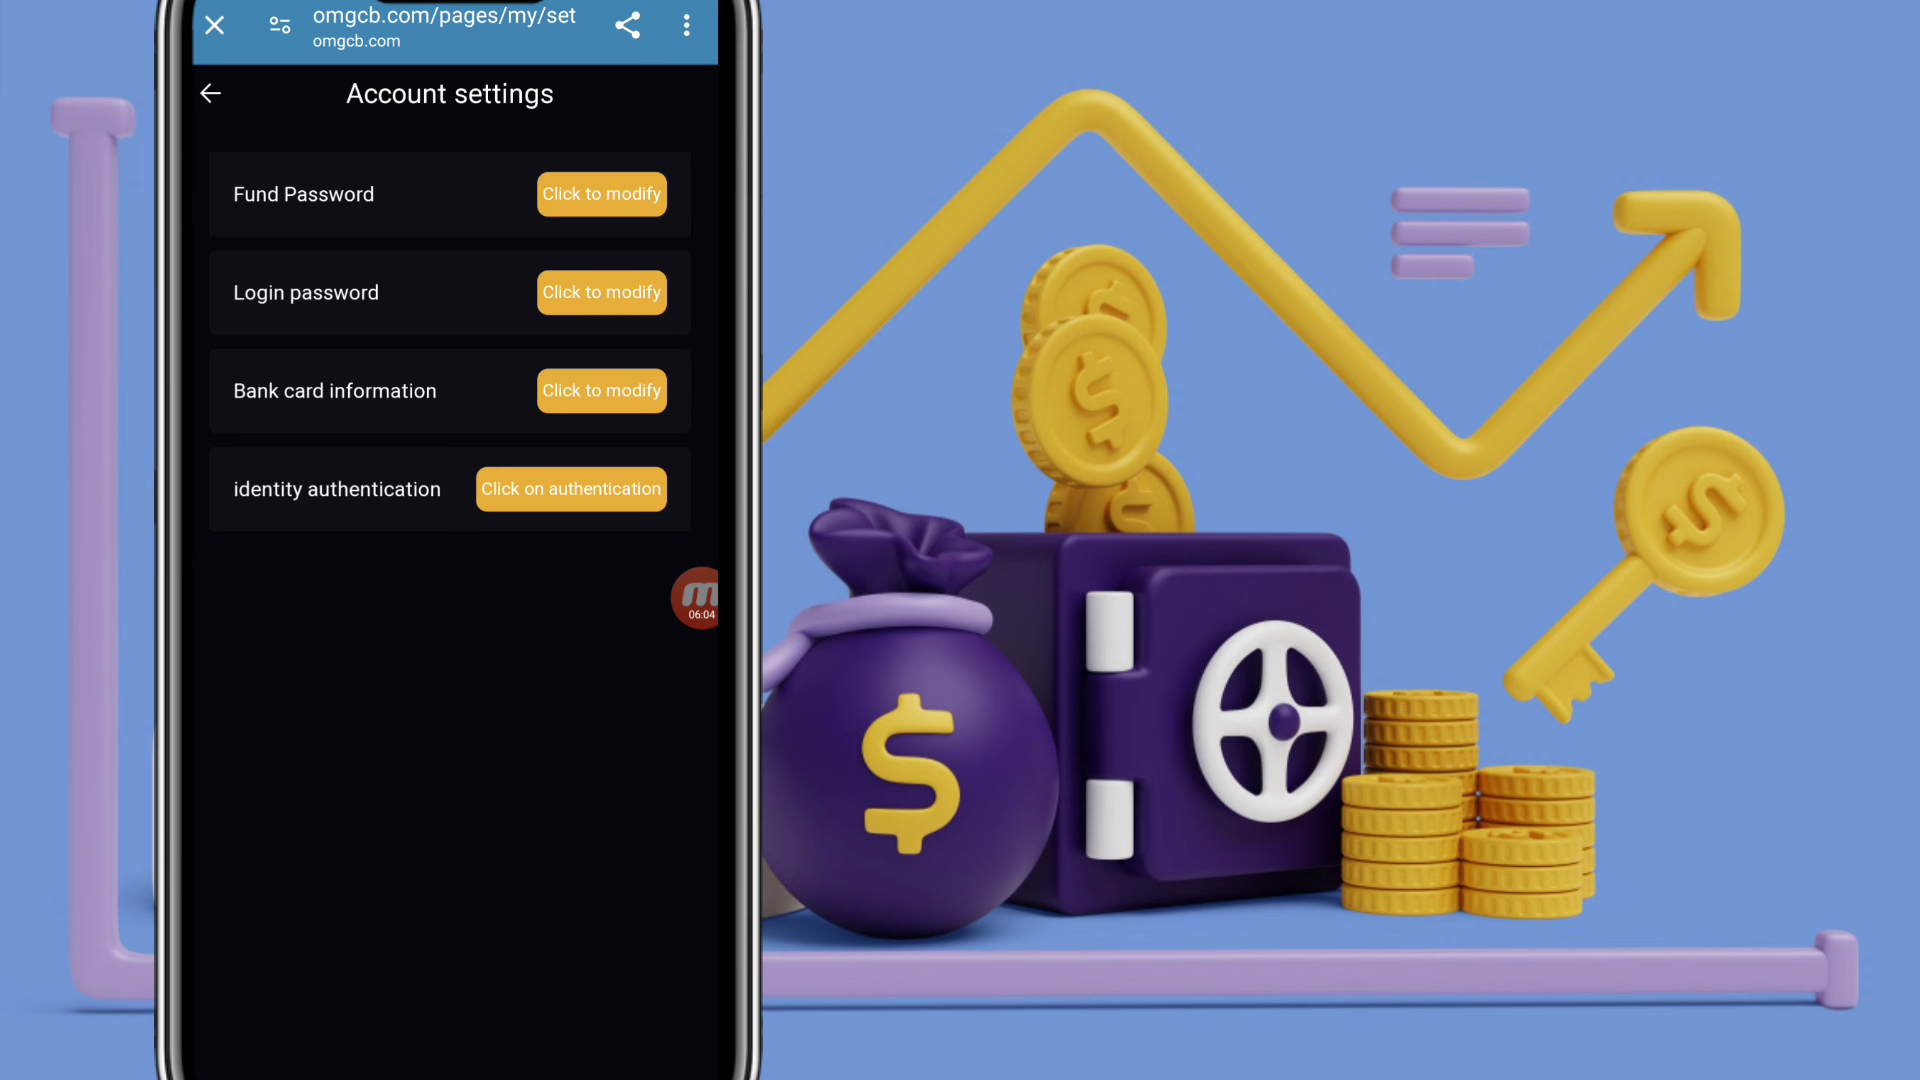 omgcb.com/pages/my/set
omgcb.com
Account settings
Fund Password
Click to modify
Login password
Click to modify
Bank card information
Click to modify
identity authentication
Click on authentication
06:04
$
$
$